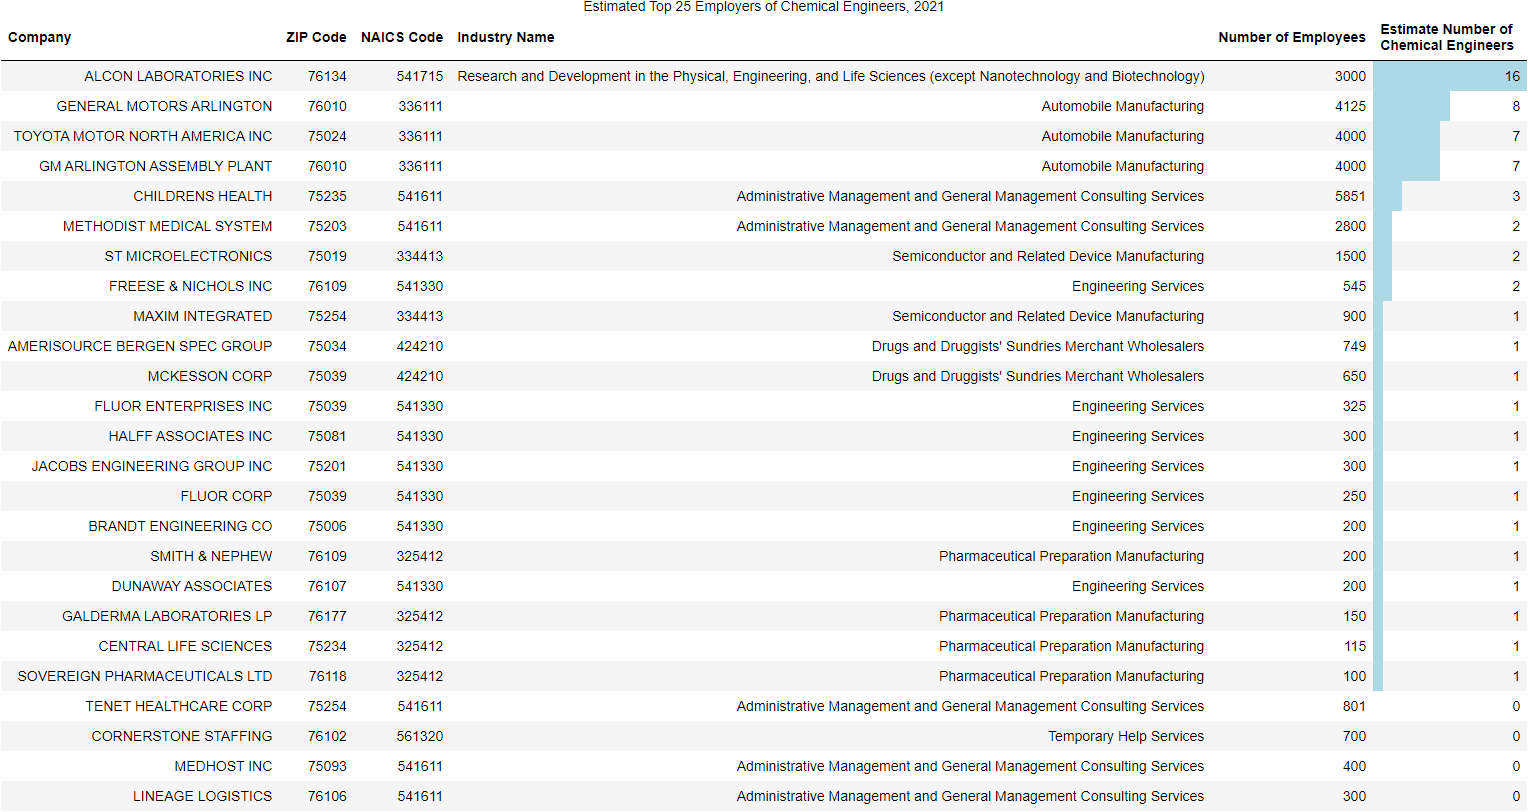 Estimated Top 25 Employers of Chemical Engineers, 2021
Company ZIP Code NAICS Code Industry Name Number of Employees Estimate Number of Chemical Engineers
ALCON LABORATORIES INC 76134 541715 Research and Development in the Physical, Engineering, and Life Sciences (except Nanotechnology and Biotechnology) 3000 16
GENERAL MOTORS ARLINGTON 76010 336111 Automobile Manufacturing 4125 8
TOYOTA MOTOR NORTH AMERICA INC 75024 336111 Automobile Manufacturing 4000 7
GM ARLINGTON ASSEMBLY PLANT 76010 336111 Automobile Manufacturing 4000 7
CHILDRENS HEALTH 75235 541611 Administrative Management and General Management Consulting Services 5851 3
METHODIST MEDICAL SYSTEM 75203 541611 Administrative Management and General Management Consulting Services 2800 2
ST MICROELECTRONICS 75019 334413 Semiconductor and Related Device Manufacturing 1500 2
FREESE & NICHOLS INC 76109 541330 Engineering Services 545 2
MAXIM INTEGRATED 75254 334413 Semiconductor and Related Device Manufacturing 900 1
AMERISOURCE BERGEN SPEC GROUP 75034 424210 Drugs and Druggists' Sundries Merchant Wholesalers 749 1
MCKESSON CORP 75039 424210 Drugs and Druggists' Sundries Merchant Wholesalers 650 1
FLUOR ENTERPRISES INC 75039 541330 Engineering Services 325 1
HALFF ASSOCIATES INC 75081 541330 Engineering Services 300 1
JACOBS ENGINEERING GROUP INC 75201 541330 Engineering Services 300 1
FLUOR CORP 75039 541330 Engineering Services 250 1
BRANDT ENGINEERING CO 75006 541330 Engineering Services 200 1
SMITH & NEPHEW 76109 325412 Pharmaceutical Preparation Manufacturing 200 1
DUNAWAY ASSOCIATES 76107 541330 Engineering Services 200 1
GALDERMA LABORATORIES LP 76177 325412 Pharmaceutical Preparation Manufacturing 150 1
CENTRAL LIFE SCIENCES 75234 325412 Pharmaceutical Preparation Manufacturing 115 1
SOVEREIGN PHARMACEUTICALS LTD 76118 325412 Pharmaceutical Preparation Manufacturing 100 1
TENET HEALTHCARE CORP 75254 541611 Administrative Management and General Management Consulting Services 801 0
CORNERSTONE STAFFING 76102 561320 Temporary Help Services 700 0
MEDHOST INC 75093 541611 Administrative Management and General Management Consulting Services 400 0
LINEAGE LOGISTICS 76106 541611 Administrative Management and General Management Consulting Services 300 0